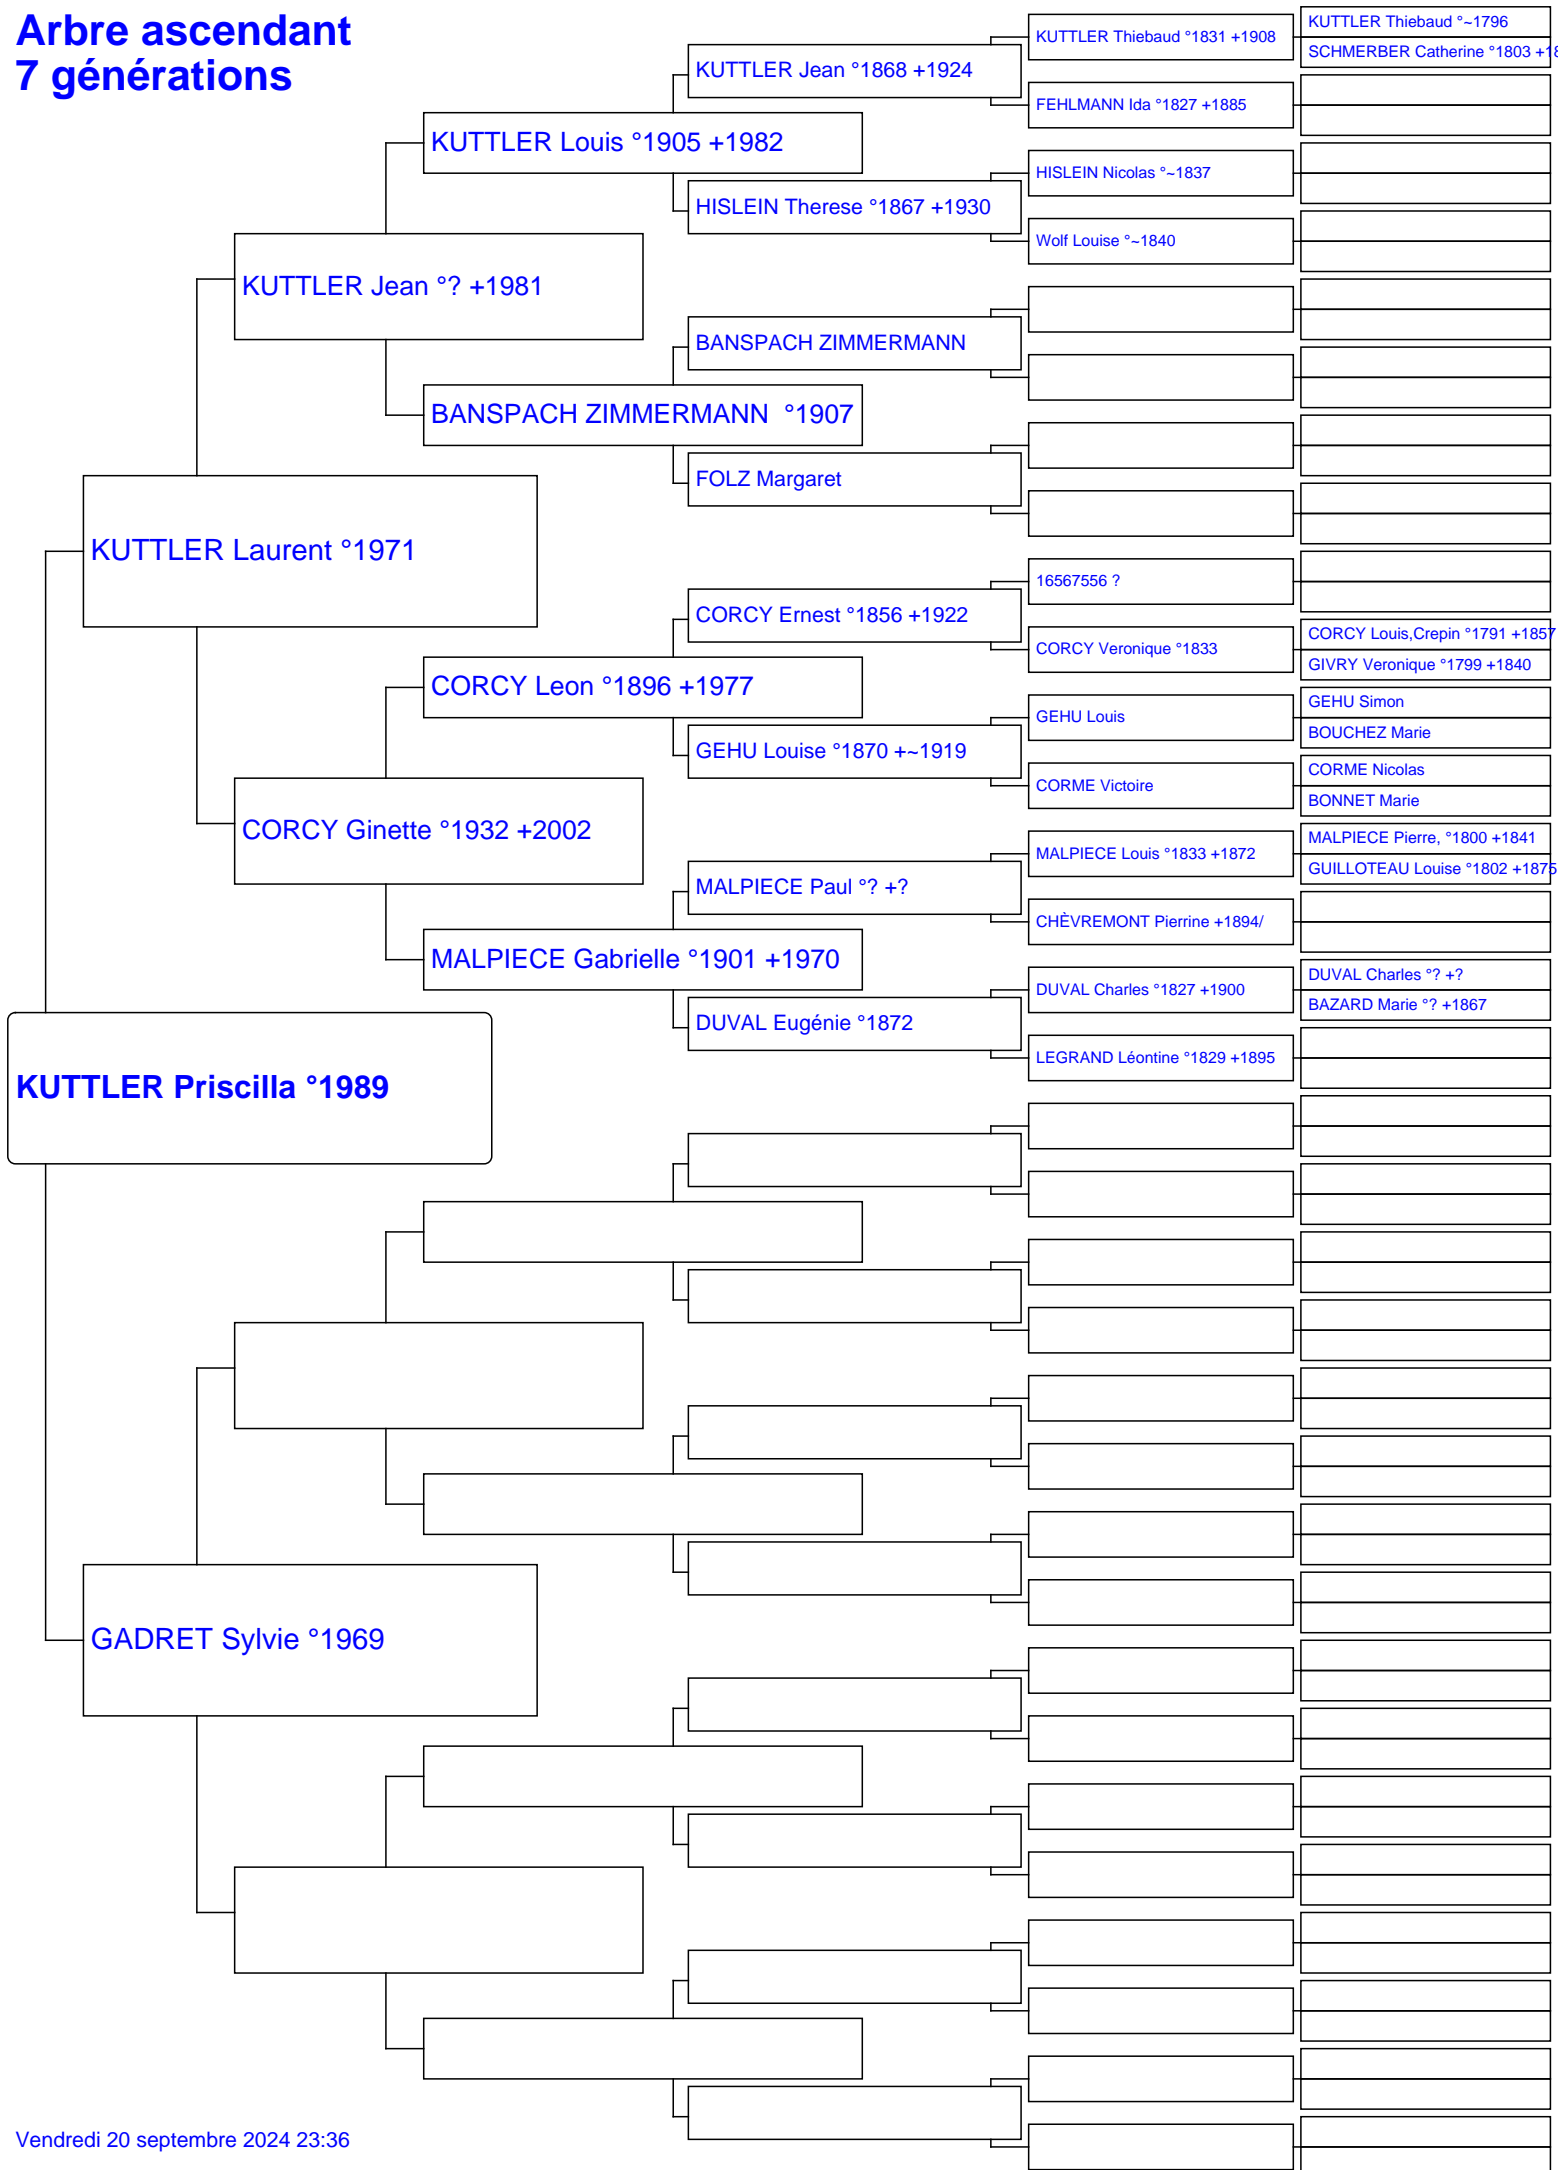 Arbre ascendant
7 générations
KUTTLER Priscilla °1989
KUTTLER Laurent °1971
GADRET Sylvie °1969
KUTTLER Jean °? +1981
CORCY Ginette °1932 +2002
KUTTLER Louis °1905 +1982
BANSPACH ZIMMERMANN °1907
CORCY Leon °1896 +1977
MALPIECE Gabrielle °1901 +1970
KUTTLER Jean °1868 +1924
HISLEIN Therese °1867 +1930
BANSPACH ZIMMERMANN
FOLZ Margaret
CORCY Ernest °1856 +1922
GEHU Louise °1870 +~1919
MALPIECE Paul °? +?
DUVAL Eugénie °1872
KUTTLER Thiebaud °1831 +1908
FEHLMANN Ida °1827 +1885
HISLEIN Nicolas °~1837
Wolf Louise °~1840
16567556 ?
CORCY Veronique °1833
GEHU Louis
CORME Victoire
MALPIECE Louis °1833 +1872
CHÈVREMONT Pierrine +1894/
DUVAL Charles °1827 +1900
LEGRAND Léontine °1829 +1895
KUTTLER Thiebaud °~1796
SCHMERBER Catherine °1803
CORCY Louis,Crepin °1791 +1857
GIVRY Veronique °1799 +1840
GEHU Simon
BOUCHEZ Marie
CORME Nicolas
BONNET Marie
MALPIECE Pierre, °1800 +1841
GUILLOTEAU Louise °1802 +1875
DUVAL Charles °? +?
BAZARD Marie °? +1867
Vendredi 20 septembre 2024 23:36